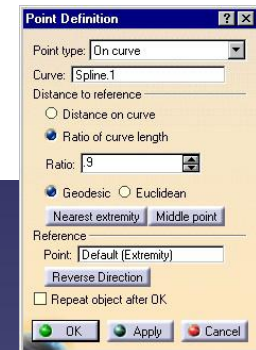 Point Definition
Point type: On curve
Curve: Spline.1
Distance to reference
Distance on curve
Ratio of curve length
Ratio: .9
Geodesic Euclidean
Nearest extremity Middle point
Reference
Point: Default (Extremity)
Reverse Direction
Repeat object after OK
OK Apply Cancel